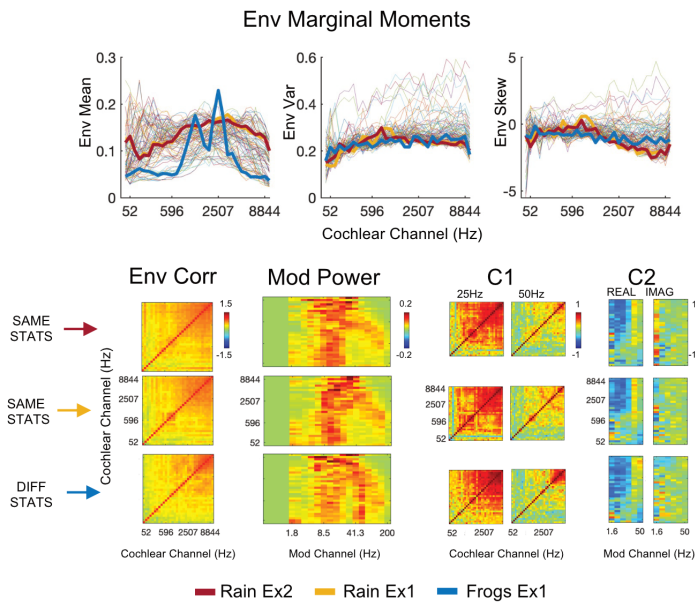 Env Marginal Moments
Env Mean
0.3
0.2
0.1
0
52 596 2507 8844
Env Var
0.6
0.4
0.2
0
52 596 2507 8844
Env Skew
5
0
-5
52 596 2507 8844
Cochlear Channel (Hz)
Env Corr Mod Power C1 C2
25Hz 50Hz
REAL IMAG
SAME
STATS
1.5
-1.5
0.2
-0.2
1
-1
1
-1
SAME
STATS
Cochlear Channel (Hz)
8844
2507
596
52
8844
2507
596
52
DIFF
STATS
52 596 2507 8844
1.8 8.5 41.3 200
52 596 2507 8844
1.6 50 1.6 50
Cochlear Channel (Hz) Mod Channel (Hz) Cochlear Channel (Hz) Mod Channel (Hz)
Rain Ex2 Rain Ex1 Frogs Ex1